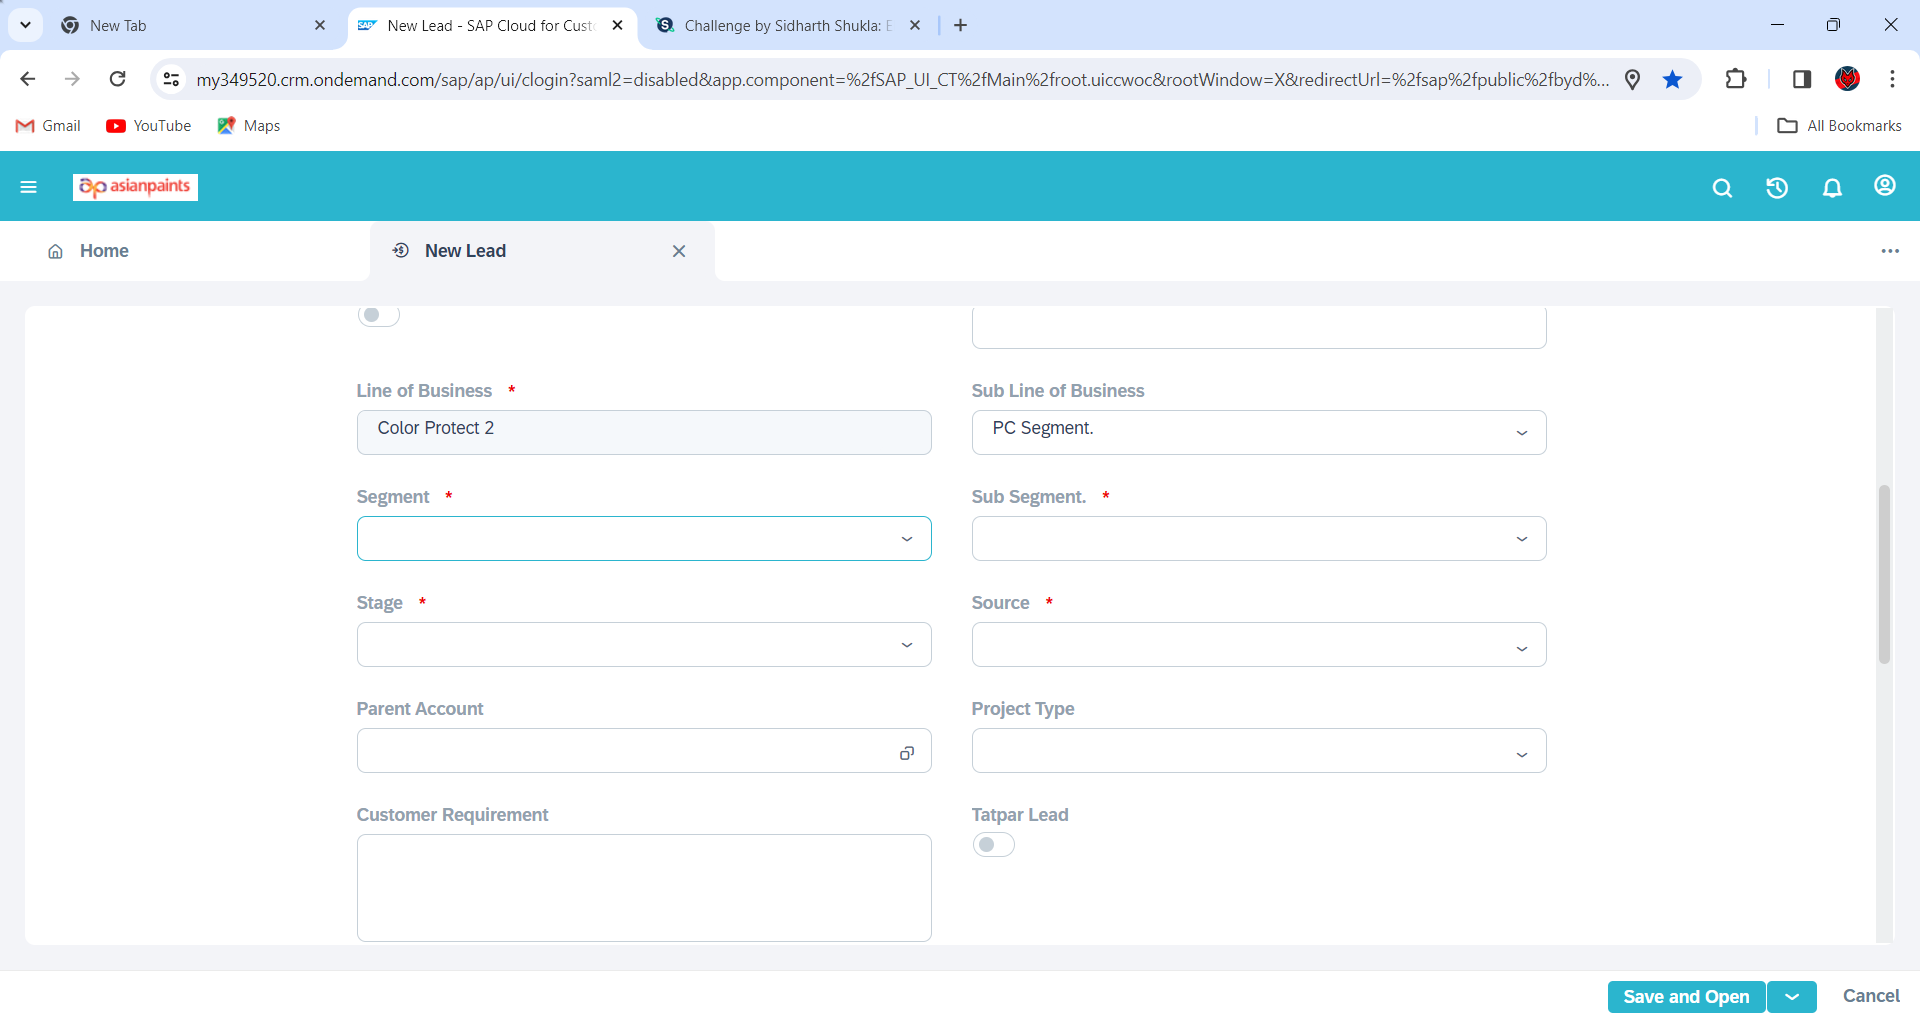 New Tab
New Lead - SAP Cloud for Cust
Challenge by Sidharth Shukla: E
my349520.crm.ondemand.com/sap/ap/ui/clogin?saml2=disabled&app.component=%2fSAP_UI_CT%2fMain%2froot.uiccwoc&rootWindow=X&redirectUrl=%2fsap%2fpublic%2fbyd%...
Gmail
YouTube
Maps
All Bookmarks
asianpaints
Home
New Lead
Line of Business *
Sub Line of Business
Color Protect 2
PC Segment.
Segment *
Sub Segment. *
Stage *
Source *
Parent Account
Project Type
Customer Requirement
Tatpar Lead
Save and Open
Cancel